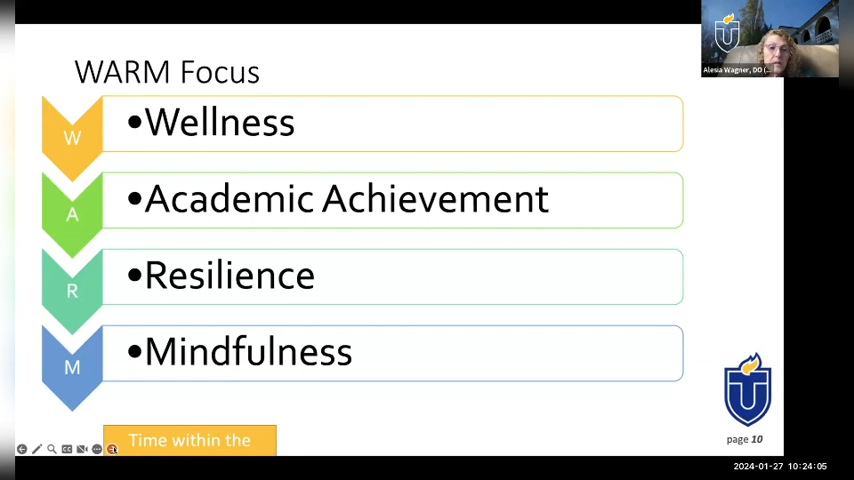 WARM Focus
W
•Wellness
A
•Academic Achievement
R
•Resilience
M
•Mindfulness
Time within the
page 10
Alesia Wagner, DO (...
CC
2024-01-27 10:24:05